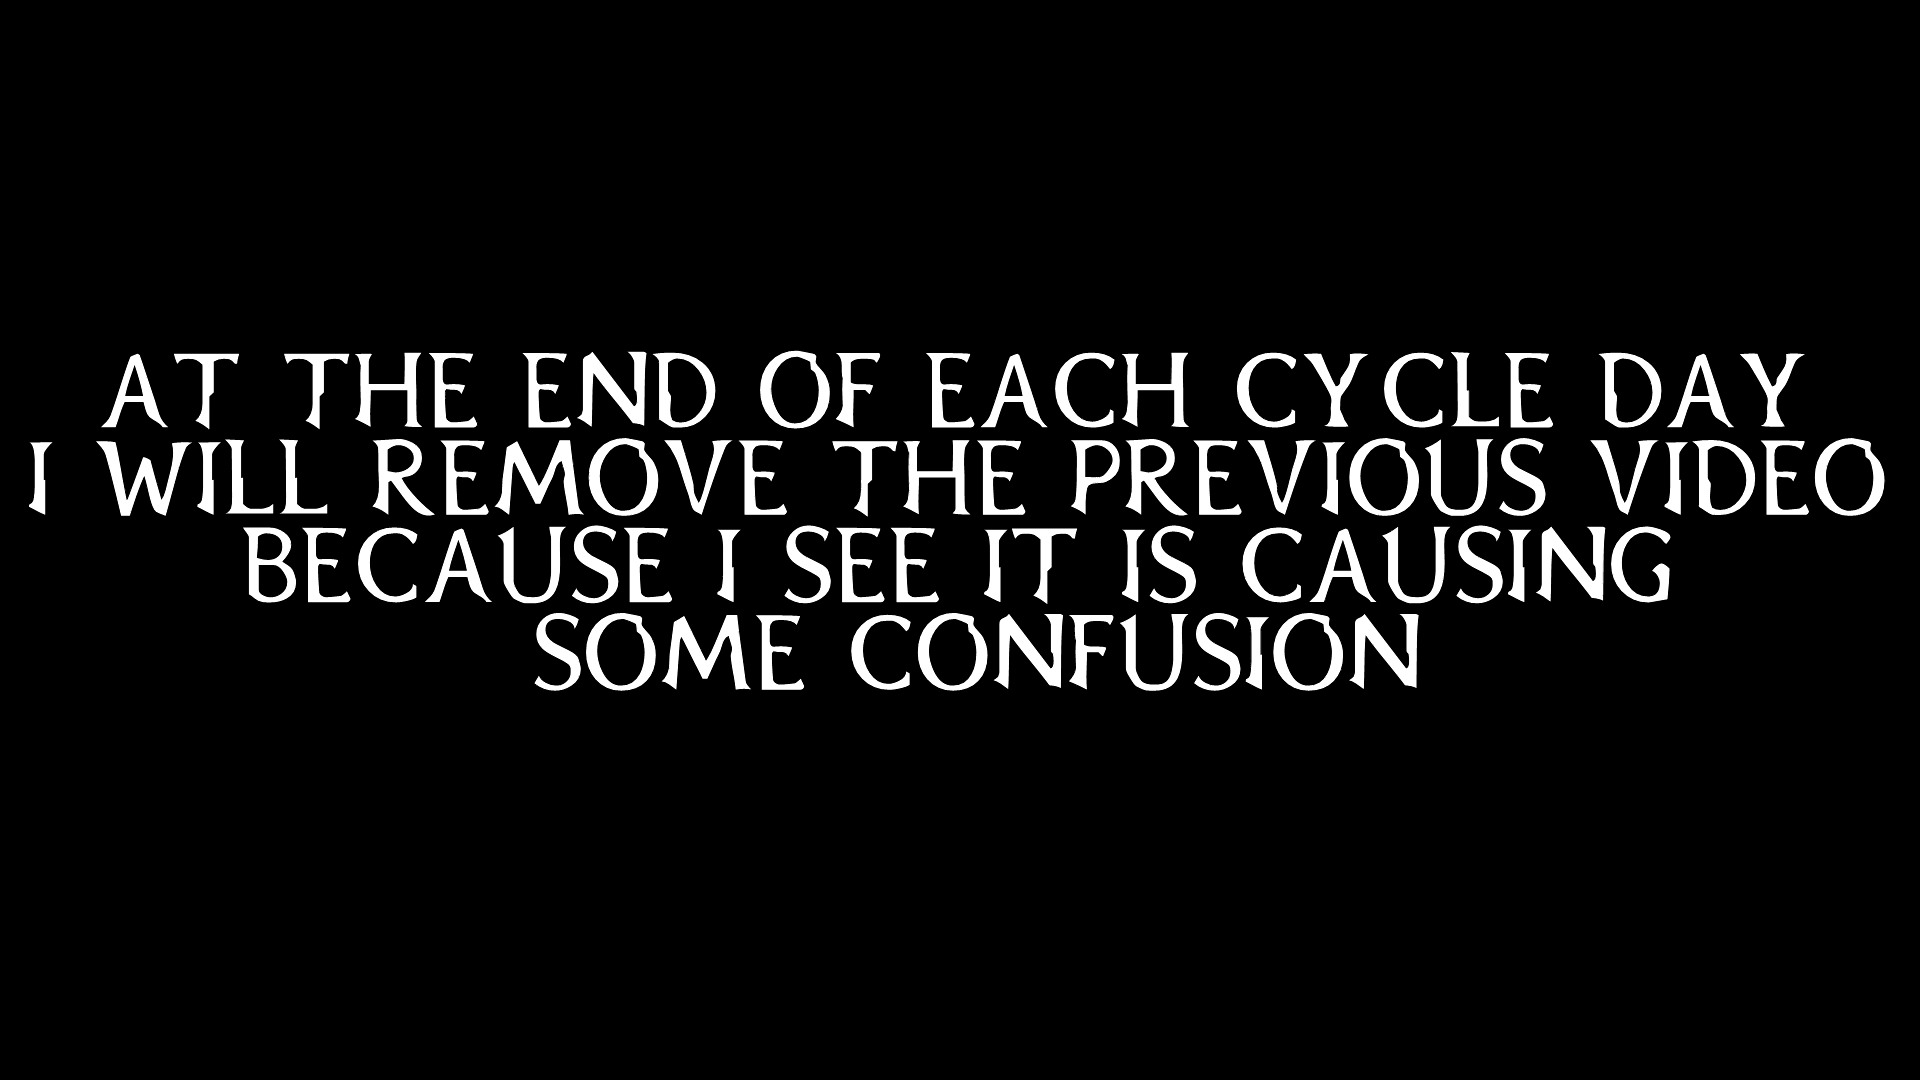 AT THE END OF EACH CYCLE DAY
I WILL REMOVE THE PREVIOUS VIDEO
BECAUSE I SEE IT IS CAUSING
SOME CONFUSION